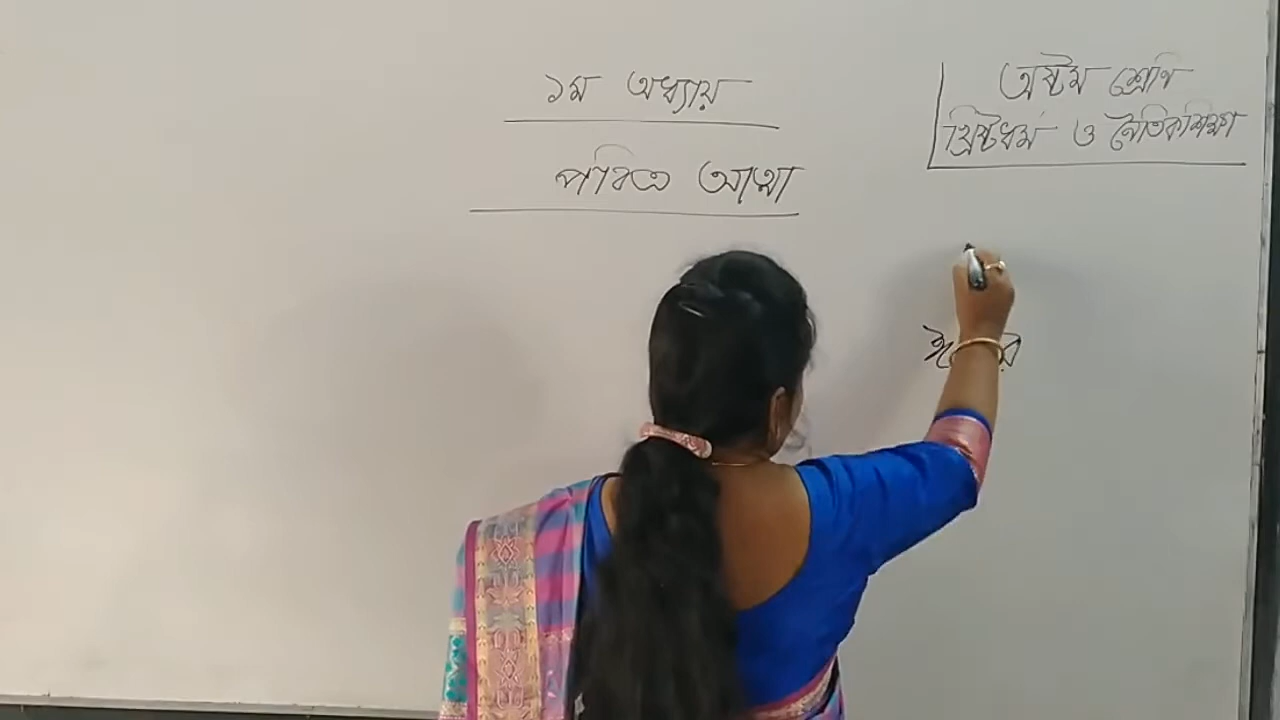 ১ম অধ্যায়
পবিত্র আত্মা
অষ্টম শ্রেণি
খ্রিষ্টধর্ম ও নৈতিকশিক্ষা